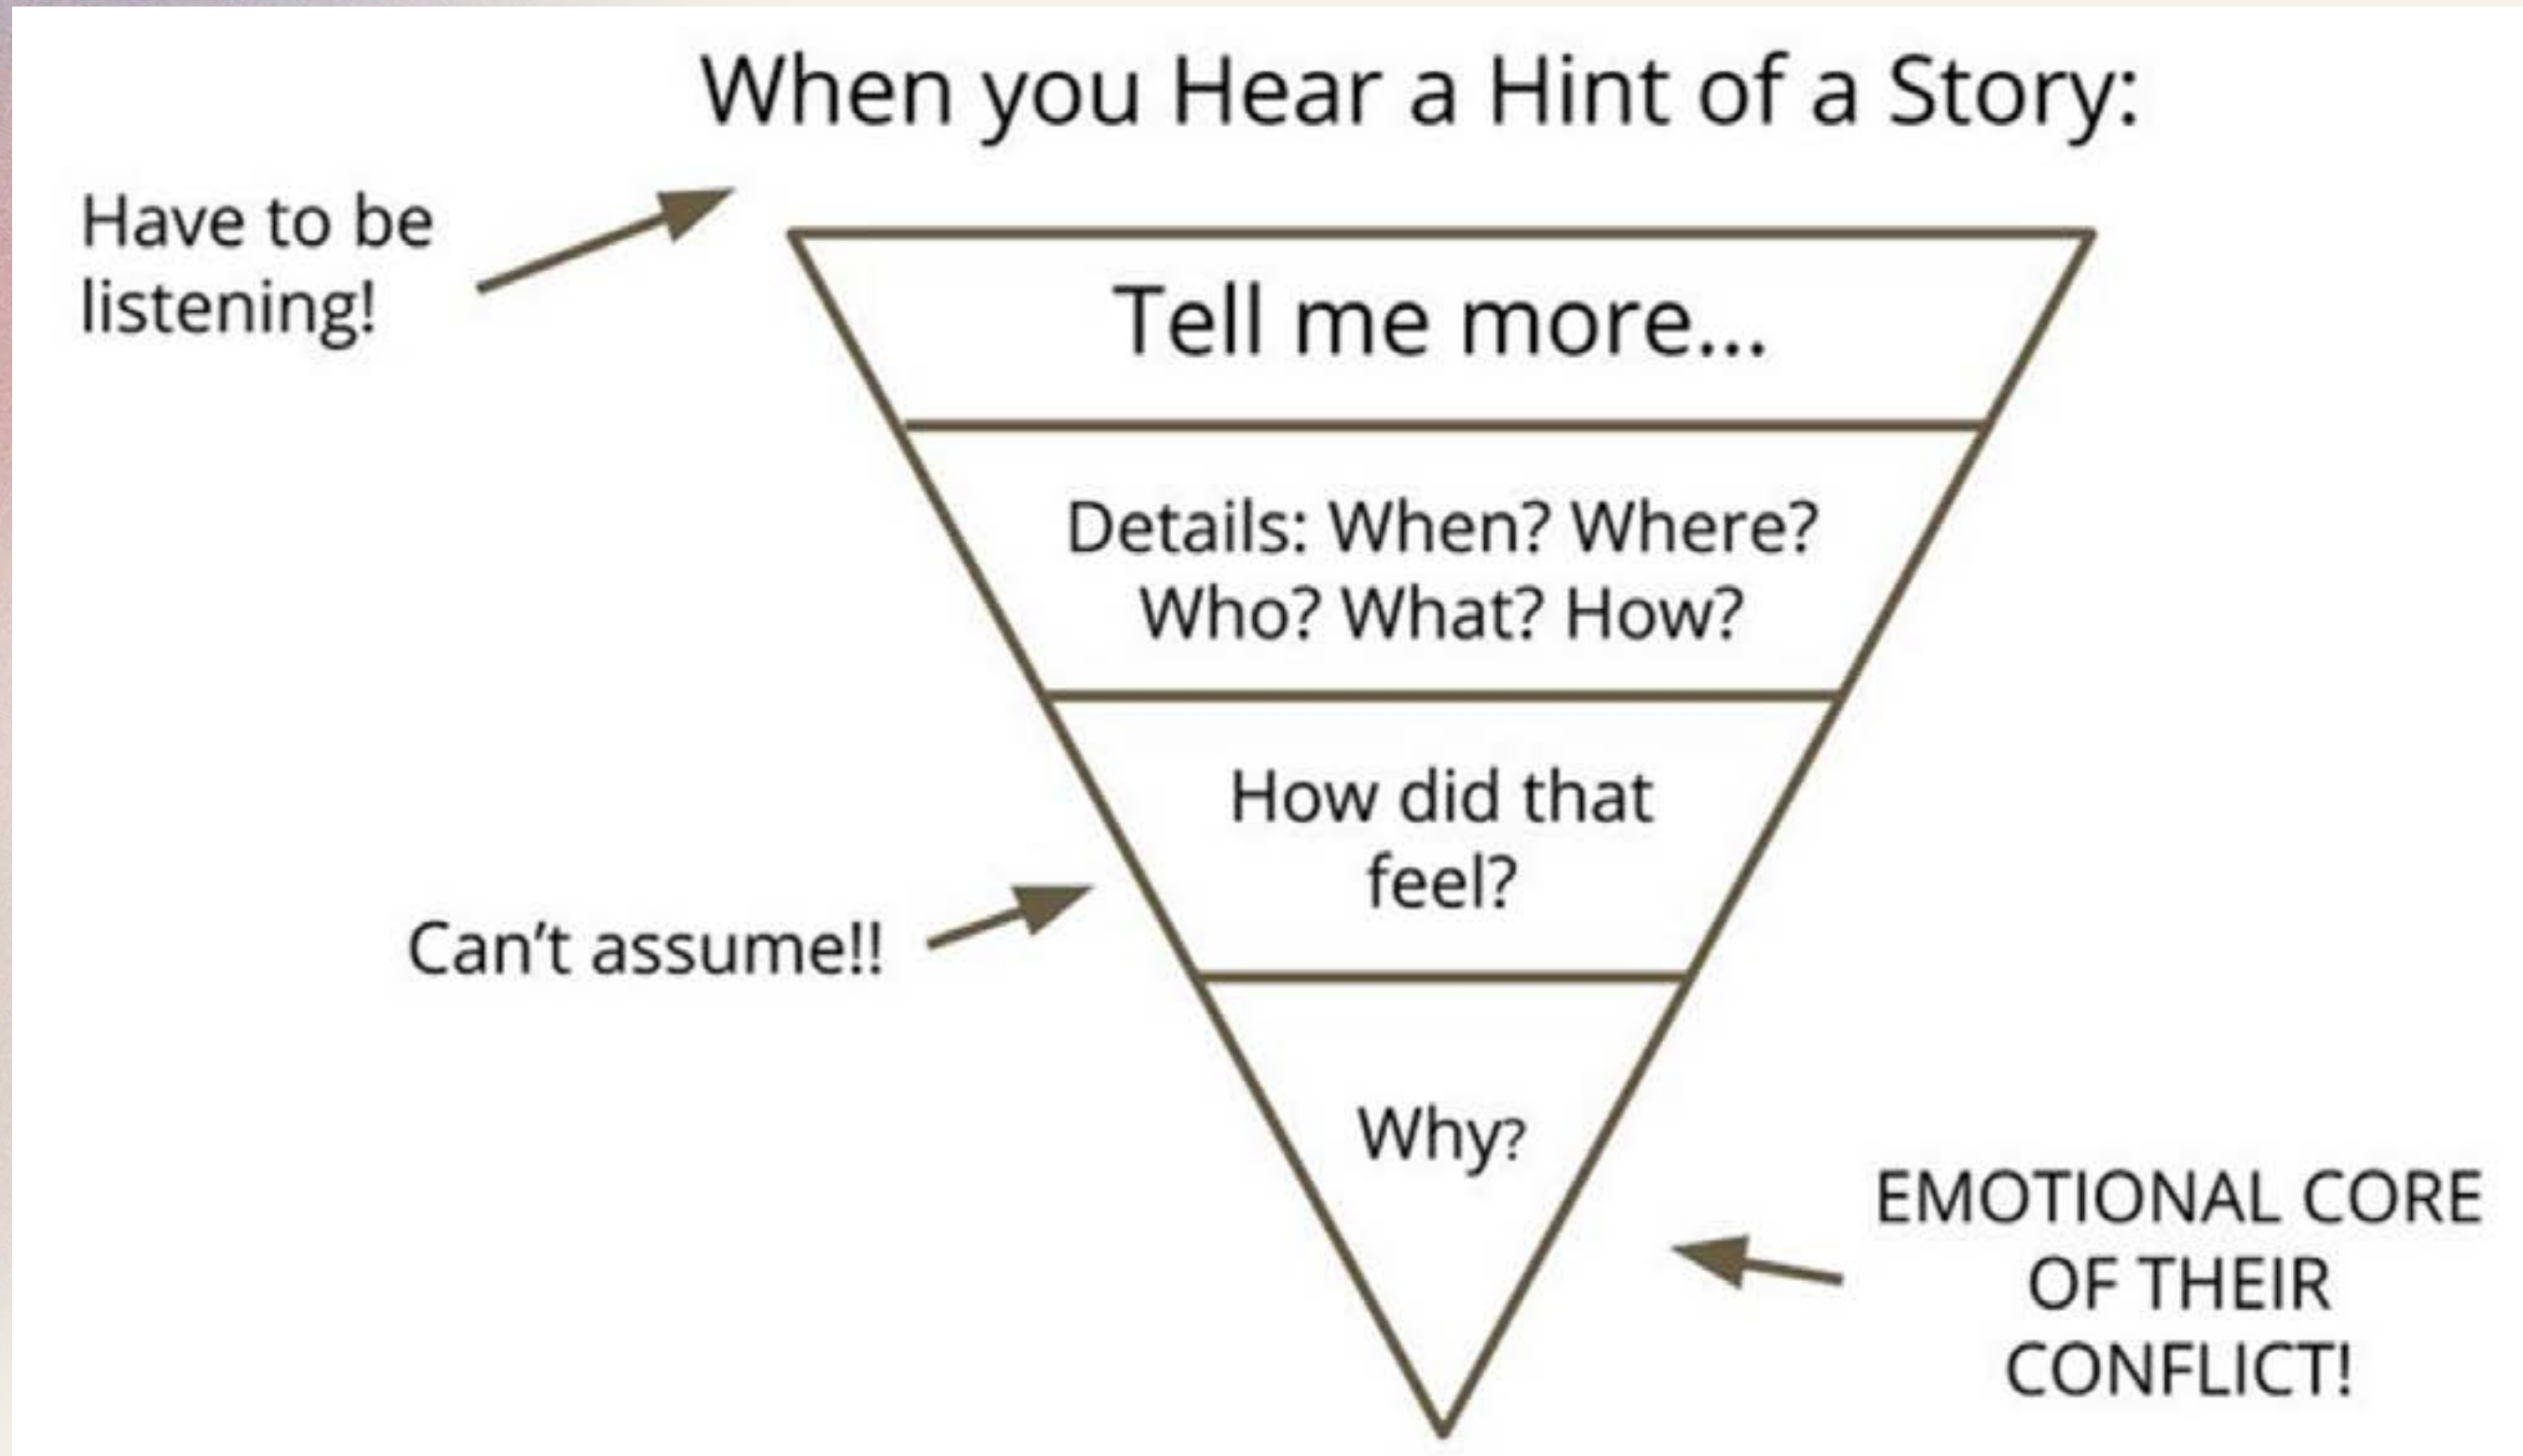 When you Hear a Hint of a Story:
Have to be
listening!
Tell me more...
Details: When? Where?
Who? What? How?
How did that
feel?
Can't assume!!
Why?
EMOTIONAL CORE
OF THEIR
CONFLICT!